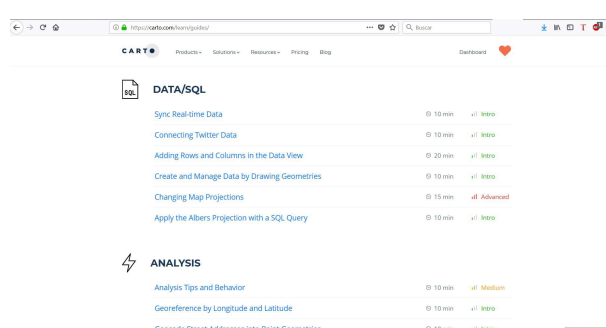 https://carto.com/learn/guides/
Buscar
CARTO
Products
Solutions
Resources
Pricing
Blog
Dashboard
SQL
DATA/SQL
Sync Real-time Data 10 min Intro
Connecting Twitter Data 10 min Intro
Adding Rows and Columns in the Data View 20 min Intro
Create and Manage Data by Drawing Geometries 10 min Intro
Changing Map Projections 15 min Advanced
Apply the Albers Projection with a SQL Query 10 min Intro
ANALYSIS
Analysis Tips and Behavior 10 min Medium
Georeference by Longitude and Latitude 10 min Intro